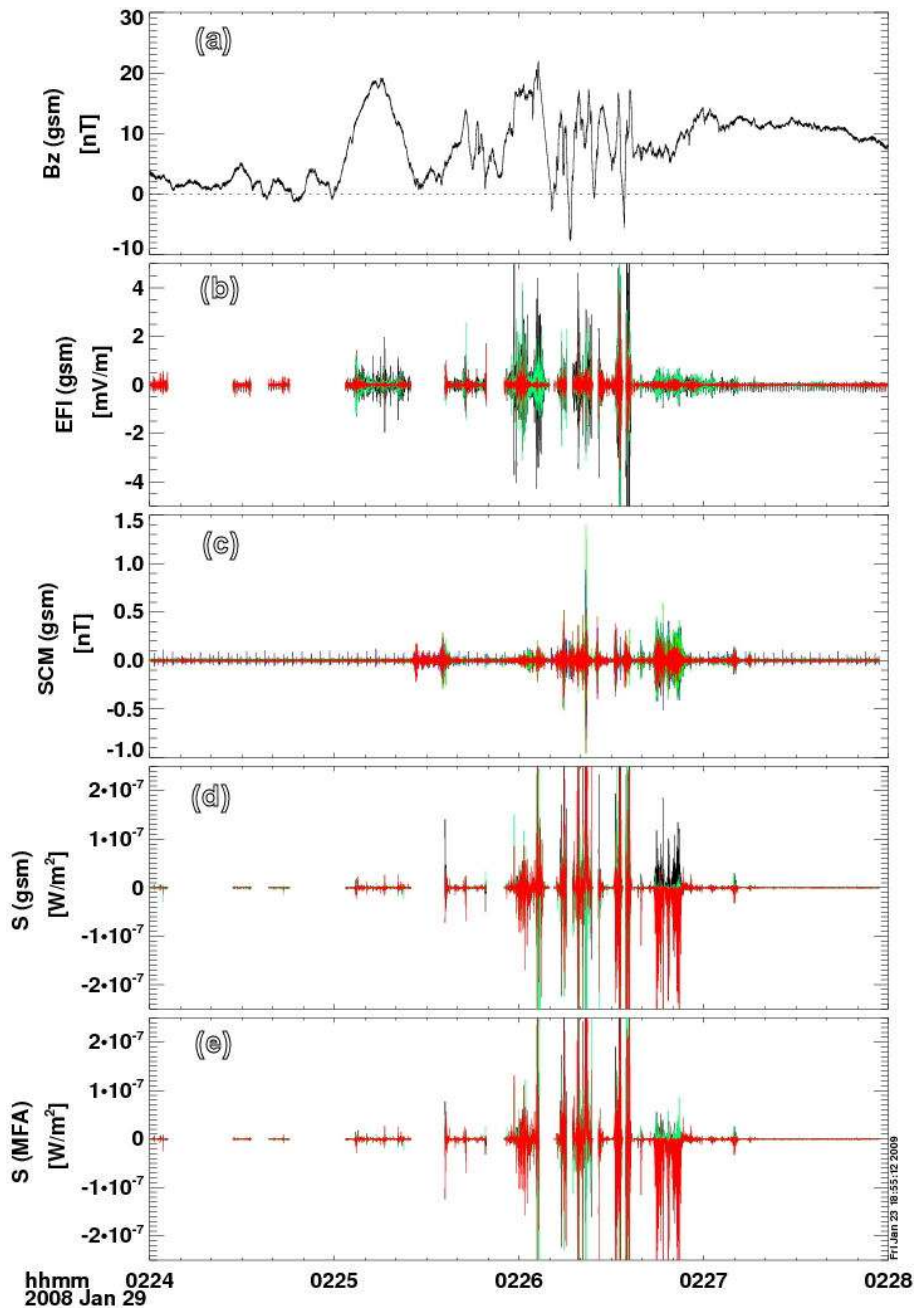 (a)
30
20
10
0
-10
Bz (gsm)
[nT]
(b)
4
2
0
-2
-4
EFI (gsm)
[mV/m]
(c)
1.5
1.0
0.5
0.0
-0.5
-1.0
SCM (gsm)
[nT]
(d)
2•10⁻⁷
1•10⁻⁷
0
-1•10⁻⁷
-2•10⁻⁷
S (gsm)
[W/m²]
(e)
2•10⁻⁷
1•10⁻⁷
0
-1•10⁻⁷
-2•10⁻⁷
S (MFA)
[W/m²]
Fri Jan 23 18:55:12 2009
hhmm 0224 0225 0226 0227 0228
2008 Jan 29